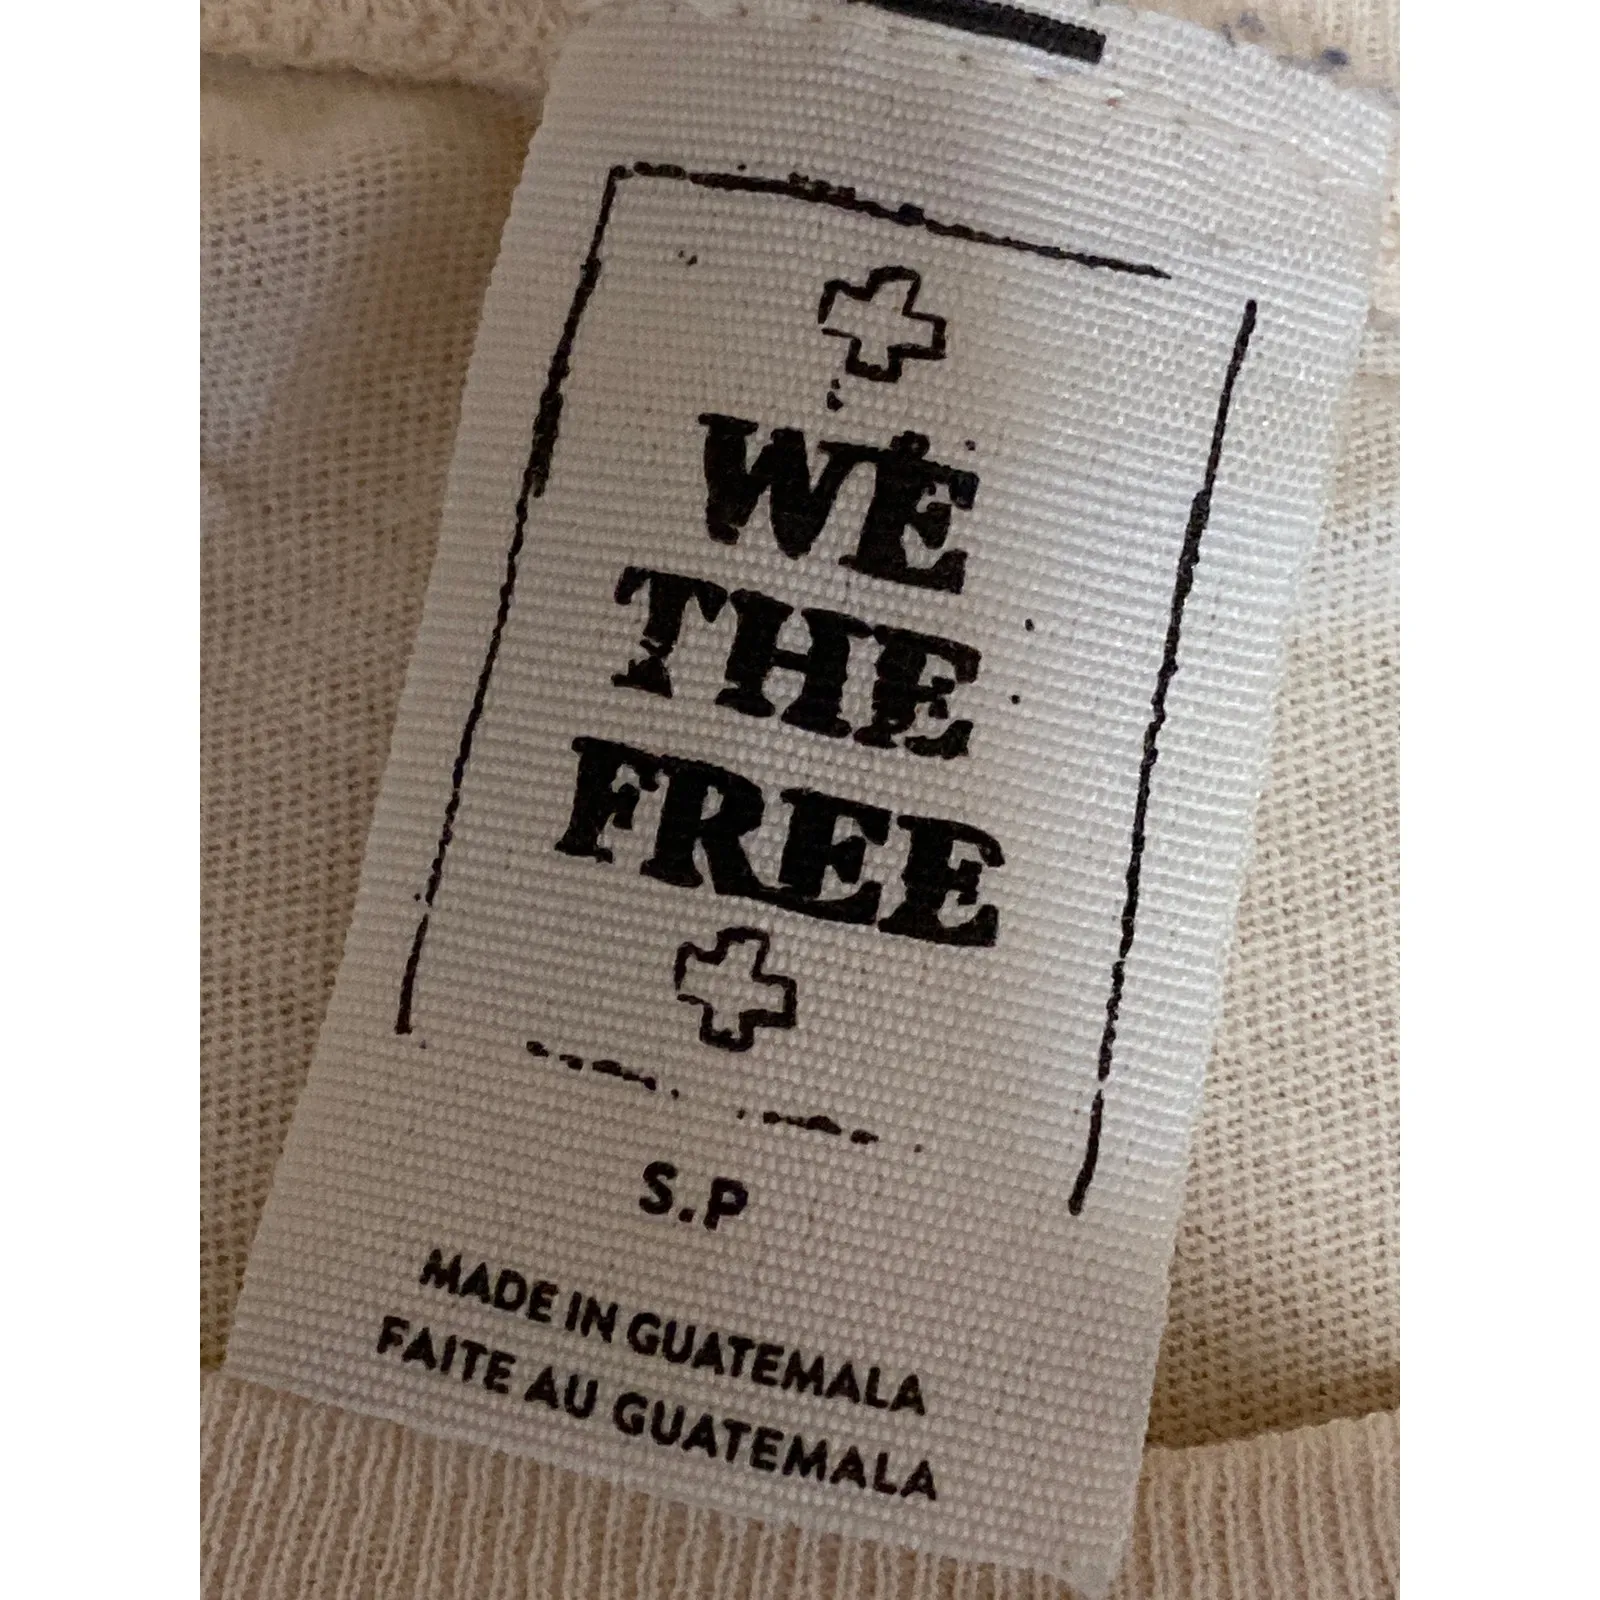 WE
THE
FREE
S.P
MADE IN GUATEMALA
FAITE AU GUATEMALA